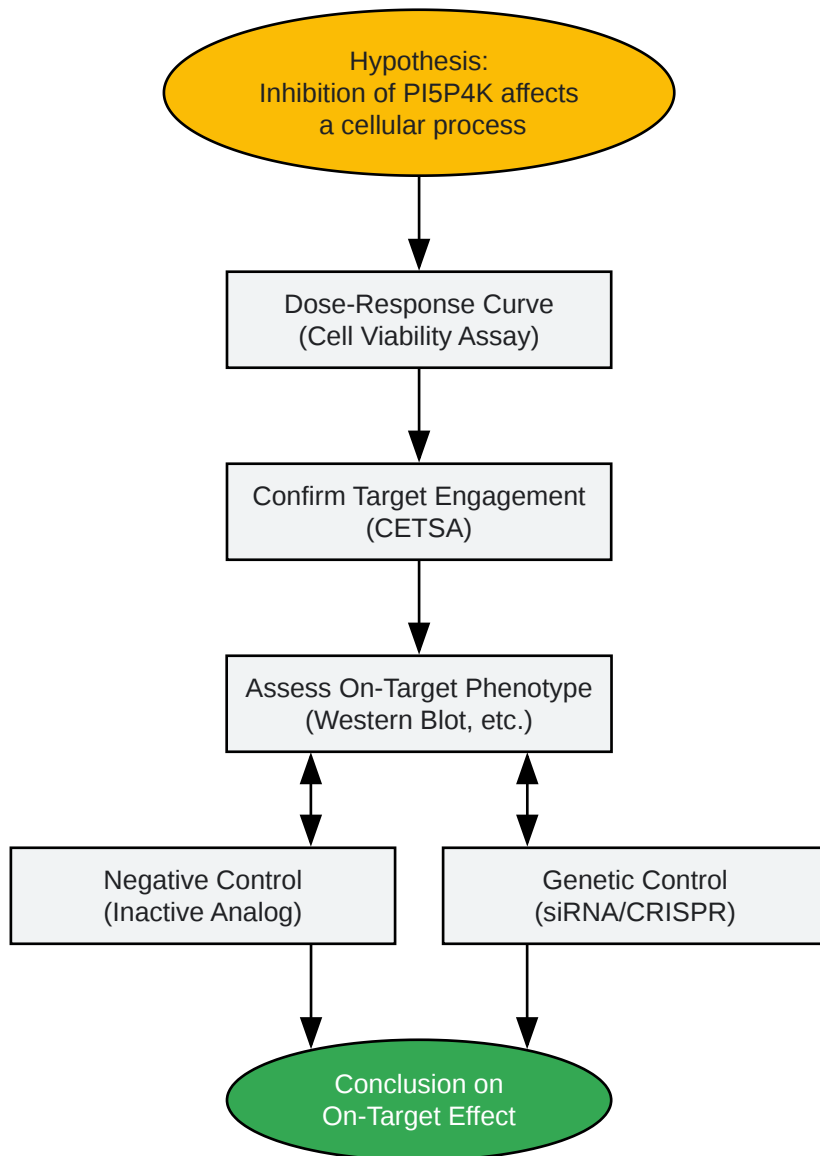 Hypothesis:
Inhibition of PI5P4K affects
a cellular process
Dose-Response Curve
(Cell Viability Assay)
Confirm Target Engagement
(CETSA)
Assess On-Target Phenotype
(Western Blot, etc.)
Negative Control
(Inactive Analog)
Genetic Control
(siRNA/CRISPR)
Conclusion on
On-Target Effect